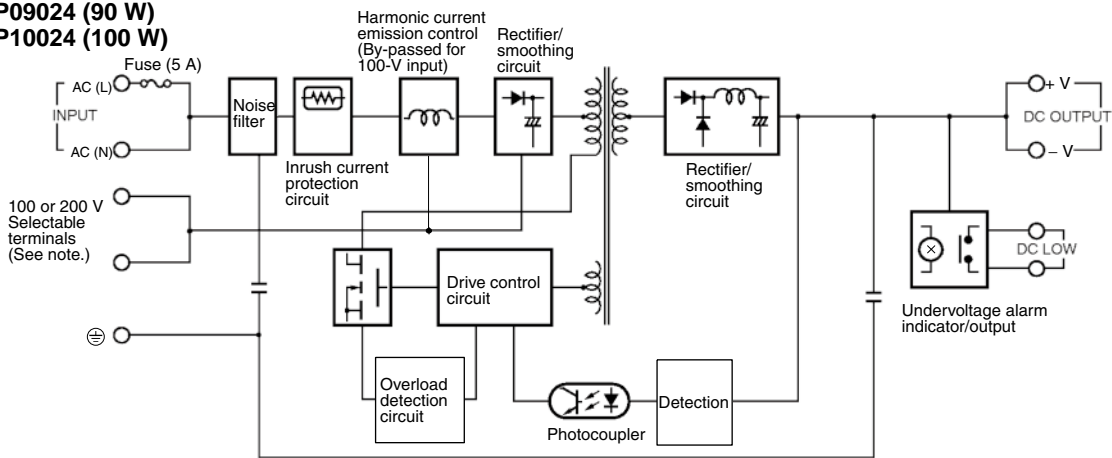 P09024 (90 W)
P10024 (100 W)
Fuse (5 A)
Harmonic current
emission control
(By-passed for
100-V input)
Rectifier/
smoothing
circuit
AC (L)
INPUT
AC (N)
Noise
filter
Inrush current
protection
circuit
Rectifier/
smoothing
circuit
+ V
DC OUTPUT
– V
100 or 200 V
Selectable
terminals
(See note.)
DC LOW
Drive control
circuit
Undervoltage alarm
indicator/output
Overload
detection
circuit
Detection
Photocoupler